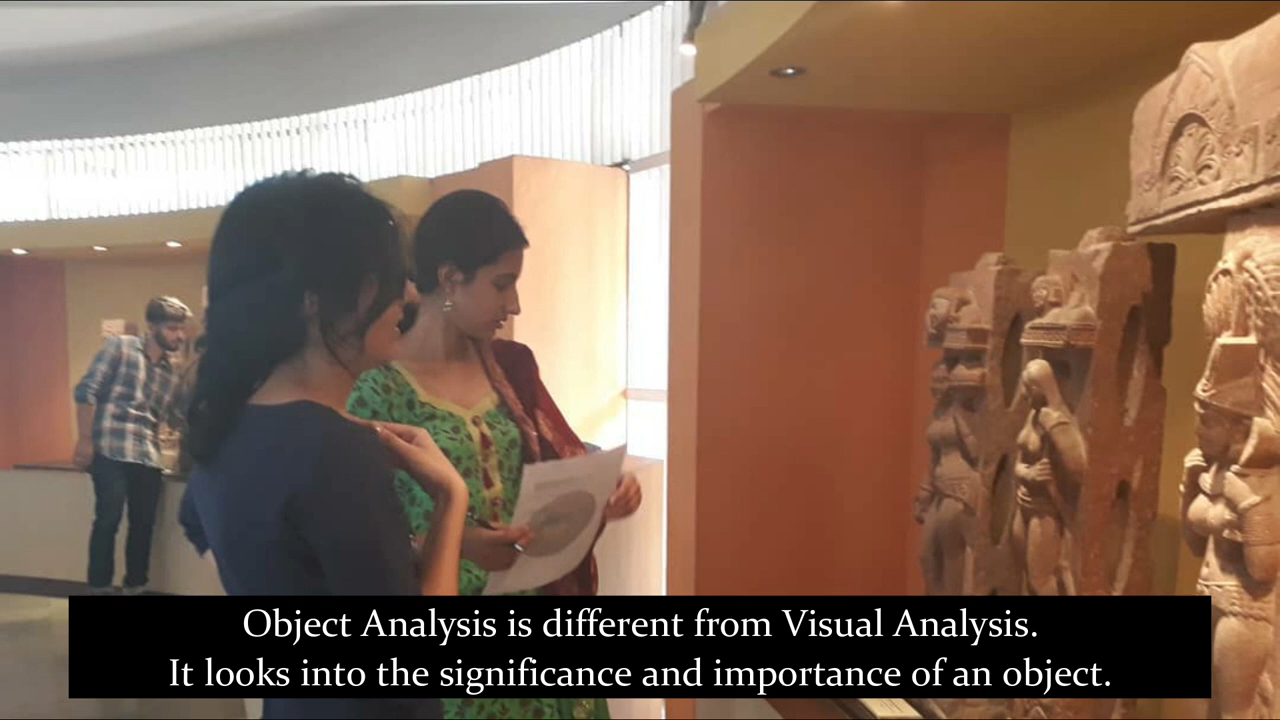 Object Analysis is different from Visual Analysis.
It looks into the significance and importance of an object.